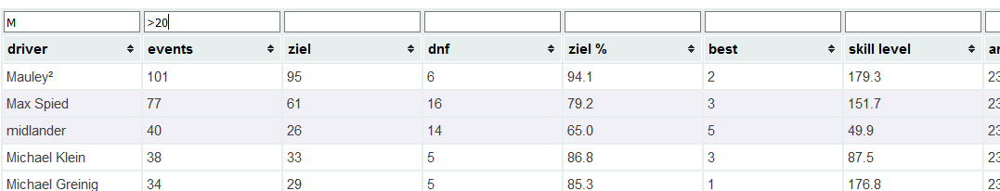 M >20
driver events ziel dnf ziel % best skill level
Mauley² 101 95 6 94.1 2 179.3 23
Max Spied 77 61 16 79.2 3 151.7 23
midlander 40 26 14 65.0 5 49.9 23
Michael Klein 38 33 5 86.8 3 87.5 23
Michael Greinig 34 29 5 85.3 1 176.8 23